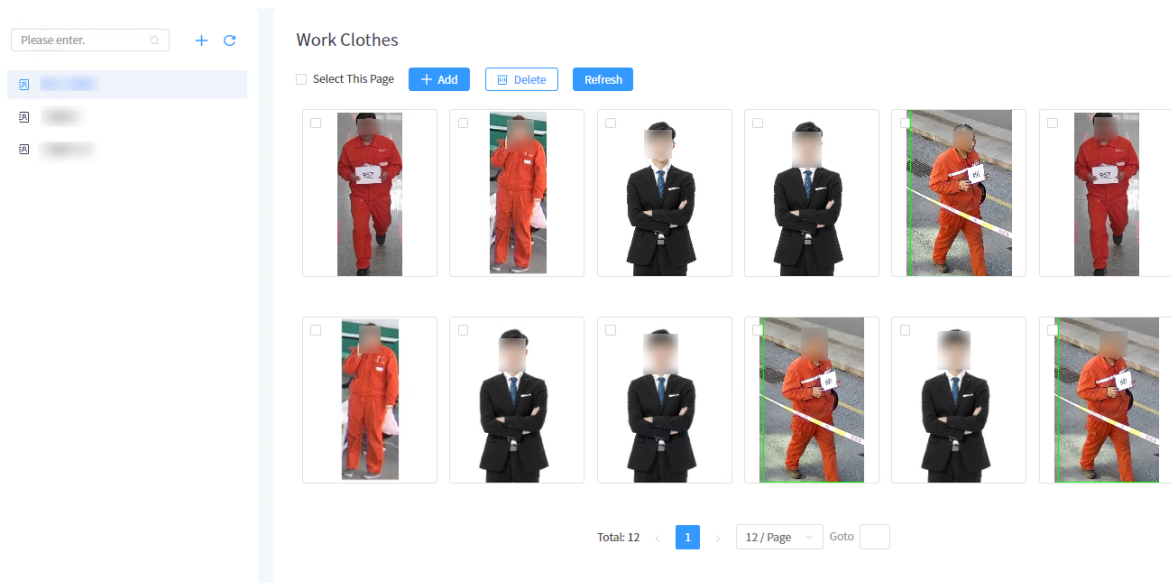 Please enter.
Work Clothes
Select This Page
+ Add
Delete
Refresh
957
957
Total: 12 < 1 > 12 / Page Goto